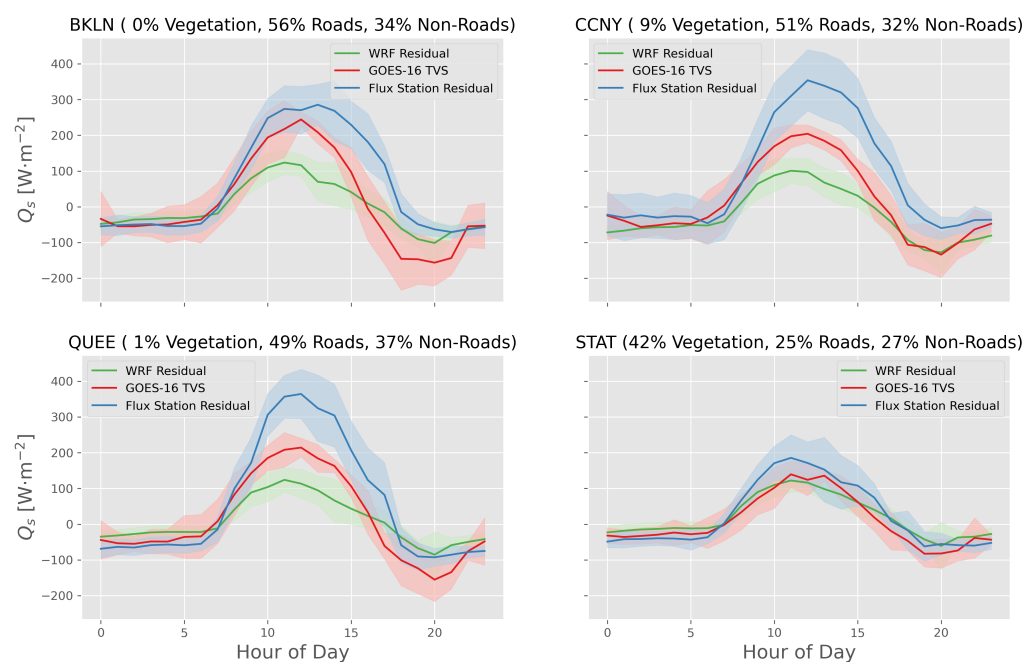 BKLN ( 0% Vegetation, 56% Roads, 34% Non-Roads)
WRF Residual
GOES-16 TVS
Flux Station Residual
400
300
200
100
0
−100
−200
Qₛ [W·m⁻²]
CCNY ( 9% Vegetation, 51% Roads, 32% Non-Roads)
WRF Residual
GOES-16 TVS
Flux Station Residual
QUEE ( 1% Vegetation, 49% Roads, 37% Non-Roads)
WRF Residual
GOES-16 TVS
Flux Station Residual
400
300
200
100
0
−100
−200
Qₛ [W·m⁻²]
0 5 10 15 20
Hour of Day
STAT (42% Vegetation, 25% Roads, 27% Non-Roads)
WRF Residual
GOES-16 TVS
Flux Station Residual
0 5 10 15 20
Hour of Day